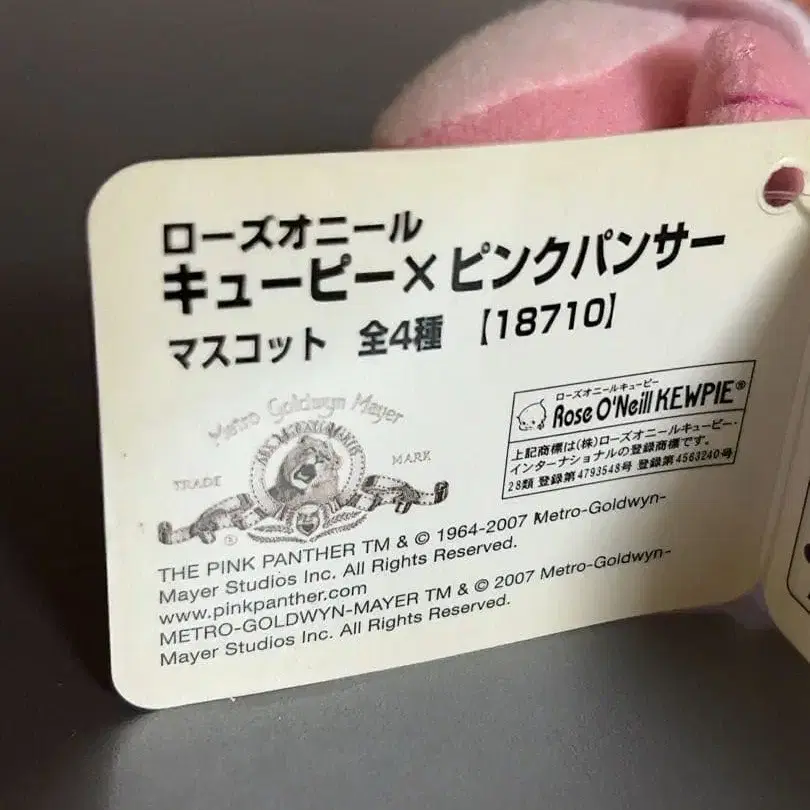 ローズオニール
キューピー×ピンクパンサー
マスコット 全4種 【18710】
ローズオニールキューピー
Rose O'Neill KEWPIE®
上記商標は(株)ローズオニールキューピー・
インターナショナルの登録商標です。
28類 登録第4793548号 登録第4563240号
Metro Goldwyn Mayer
TRADE MARK
THE PINK PANTHER TM & © 1964-2007 Metro-Goldwyn-
Mayer Studios Inc. All Rights Reserved.
www.pinkpanther.com
METRO-GOLDWYN-MAYER TM & © 2007 Metro-Goldwyn-
Mayer Studios Inc. All Rights Reserved.